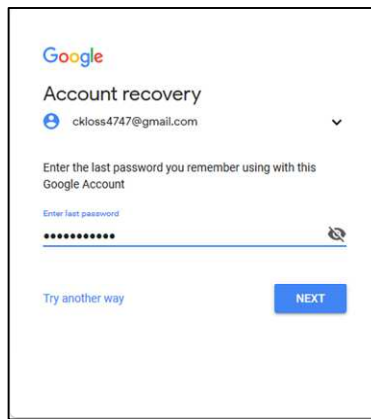 Google
Account recovery
ckloss4747@gmail.com
Enter the last password you remember using with this
Google Account
Enter last password
•••••••••••
Try another way
NEXT